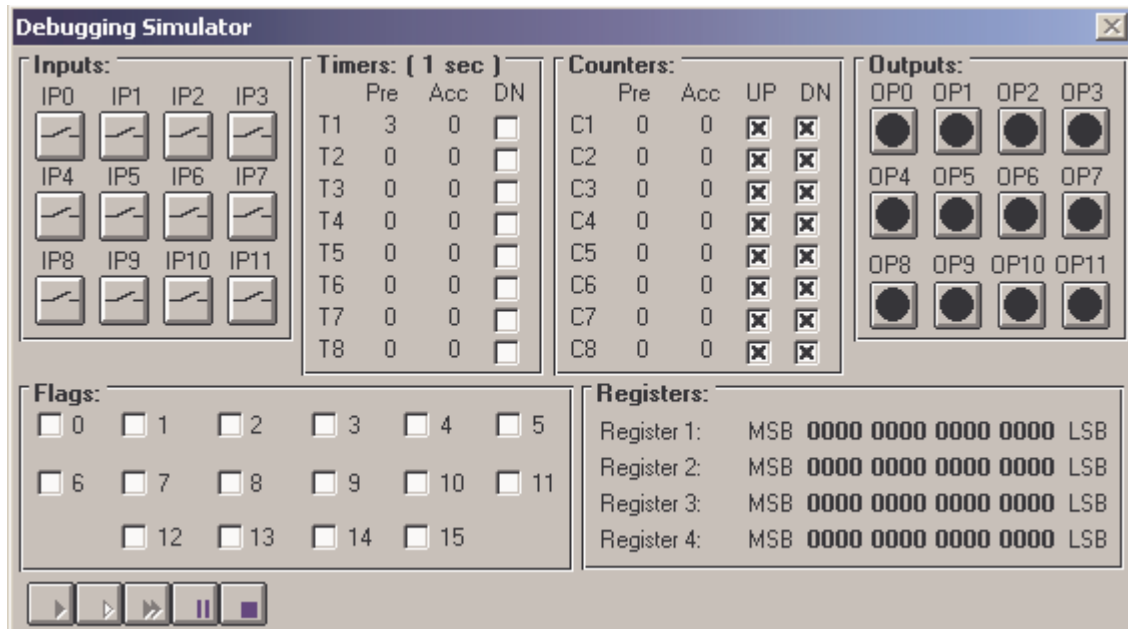 Debugging Simulator
Inputs:
IP0 IP1 IP2 IP3
IP4 IP5 IP6 IP7
IP8 IP9 IP10 IP11
Timers: ( 1 sec )
Pre Acc DN
T1 3 0
T2 0 0
T3 0 0
T4 0 0
T5 0 0
T6 0 0
T7 0 0
T8 0 0
Counters:
Pre Acc UP DN
C1 0 0
C2 0 0
C3 0 0
C4 0 0
C5 0 0
C6 0 0
C7 0 0
C8 0 0
Outputs:
OP0 OP1 OP2 OP3
OP4 OP5 OP6 OP7
OP8 OP9 OP10 OP11
Flags:
0 1 2 3 4 5
6 7 8 9 10 11
12 13 14 15
Registers:
Register 1: MSB 0000 0000 0000 0000 LSB
Register 2: MSB 0000 0000 0000 0000 LSB
Register 3: MSB 0000 0000 0000 0000 LSB
Register 4: MSB 0000 0000 0000 0000 LSB